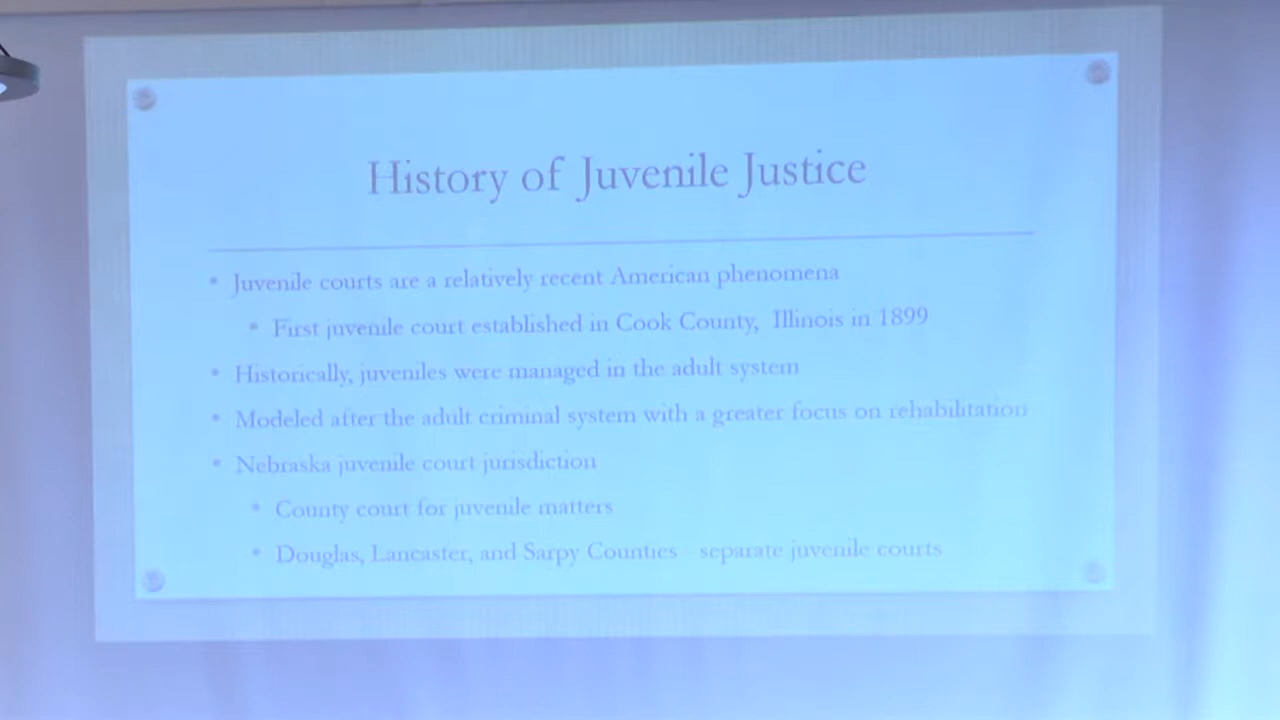 History of Juvenile Justice
• Juvenile courts are a relatively recent American phenomena
• First juvenile court established in Cook County, Illinois in 1899
• Historically, juveniles were managed in the adult system
• Modeled after the adult criminal system with a greater focus on rehabilitation
• Nebraska juvenile court jurisdiction
• County court for juvenile matters
• Douglas, Lancaster, and Sarpy Counties separate juvenile courts